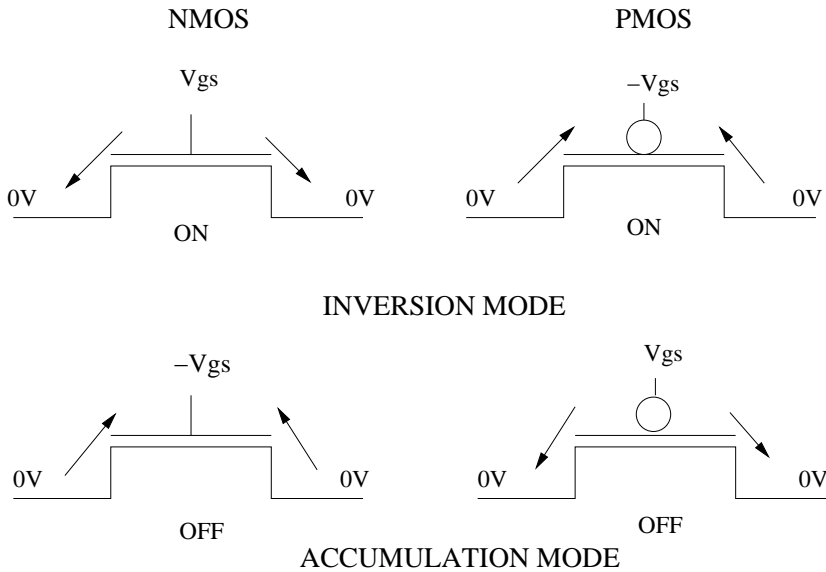 NMOS
PMOS
Vgs
−Vgs
0V
0V
0V
0V
ON
ON
INVERSION MODE
−Vgs
Vgs
0V
0V
0V
0V
OFF
OFF
ACCUMULATION MODE